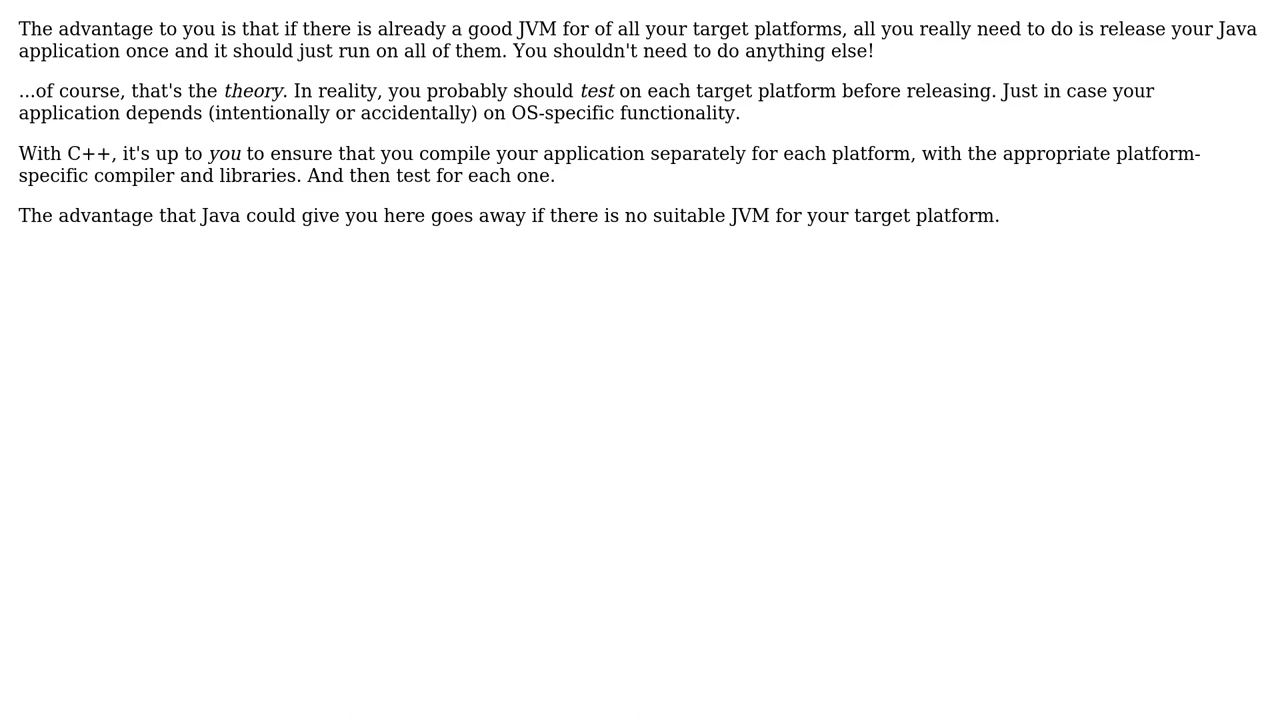 The advantage to you is that if there is already a good JVM for of all your target platforms, all you really need to do is release your Java
application once and it should just run on all of them. You shouldn't need to do anything else!
...of course, that's the theory. In reality, you probably should test on each target platform before releasing. Just in case your
application depends (intentionally or accidentally) on OS-specific functionality.
With C++, it's up to you to ensure that you compile your application separately for each platform, with the appropriate platform-
specific compiler and libraries. And then test for each one.
The advantage that Java could give you here goes away if there is no suitable JVM for your target platform.